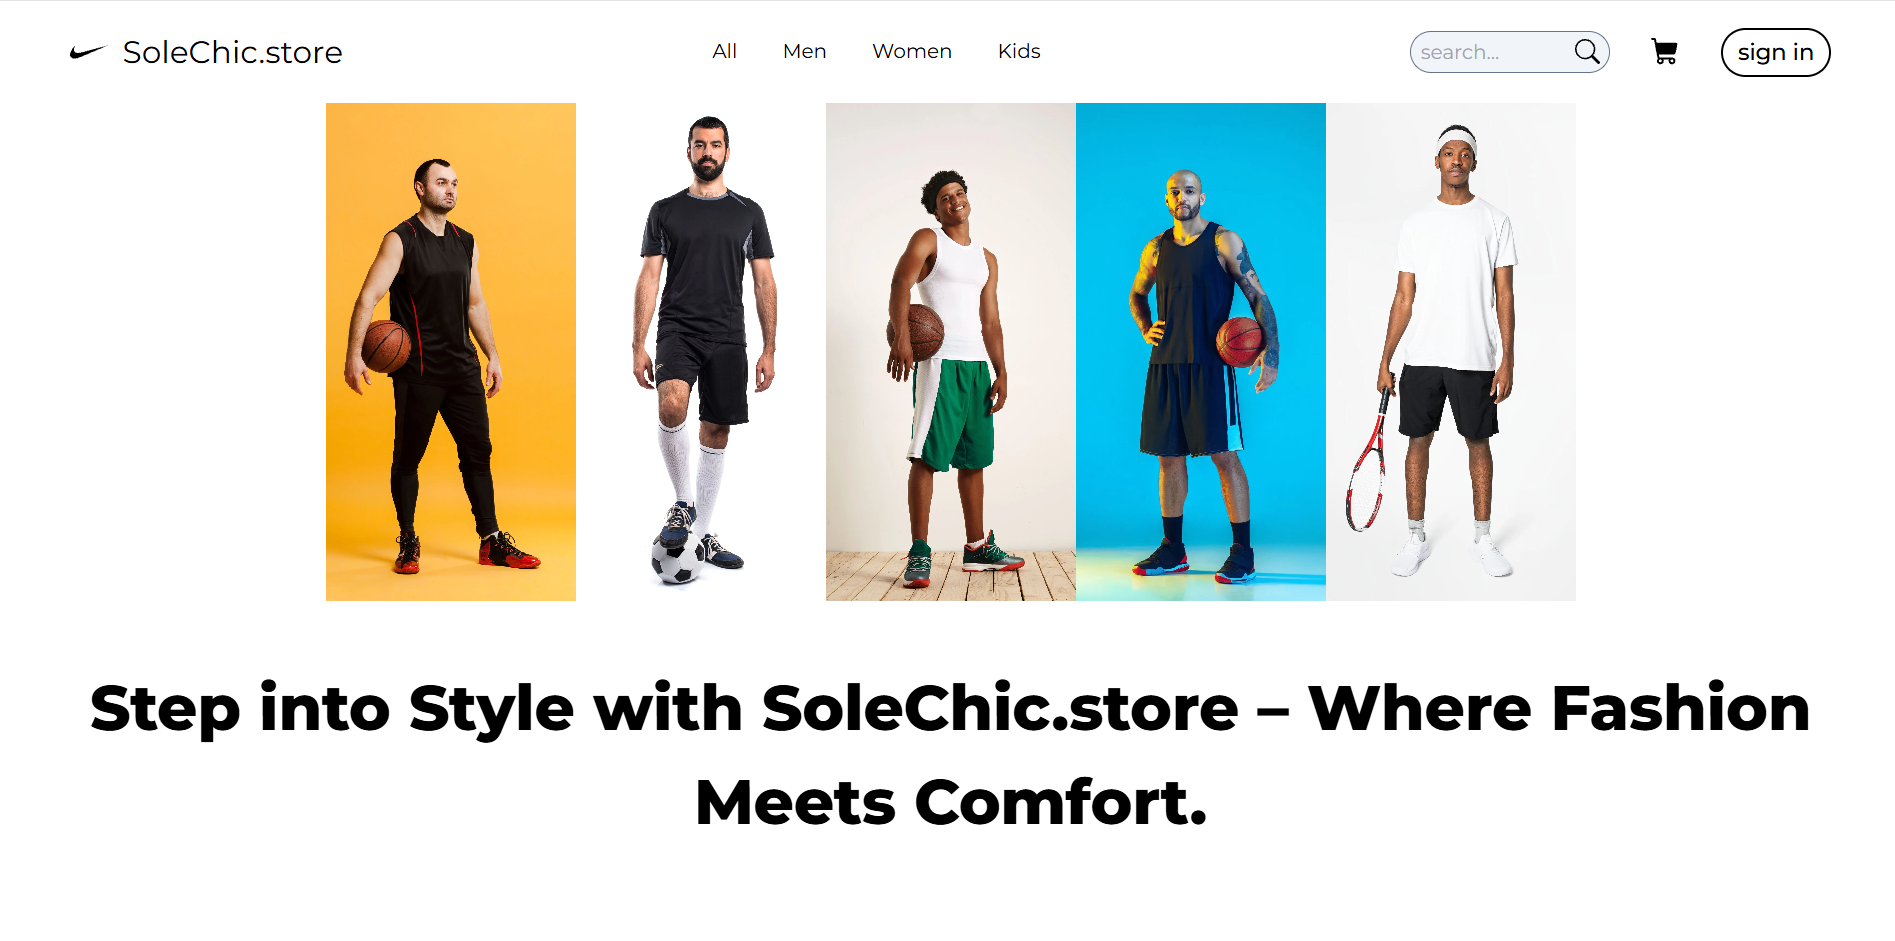 SoleChic.store
All Men Women Kids
search...
sign in
Step into Style with SoleChic.store – Where Fashion
Meets Comfort.